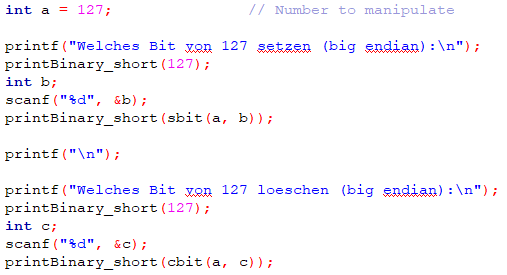 int a = 127; // Number to manipulate
printf("Welches Bit von 127 setzen (big endian):\n");
printBinary_short(127);
int b;
scanf("%d", &b);
printBinary_short(sbit(a, b));
printf("\n");
printf("Welches Bit von 127 loeschen (big endian):\n");
printBinary_short(127);
int c;
scanf("%d", &c);
printBinary_short(cbit(a, c));